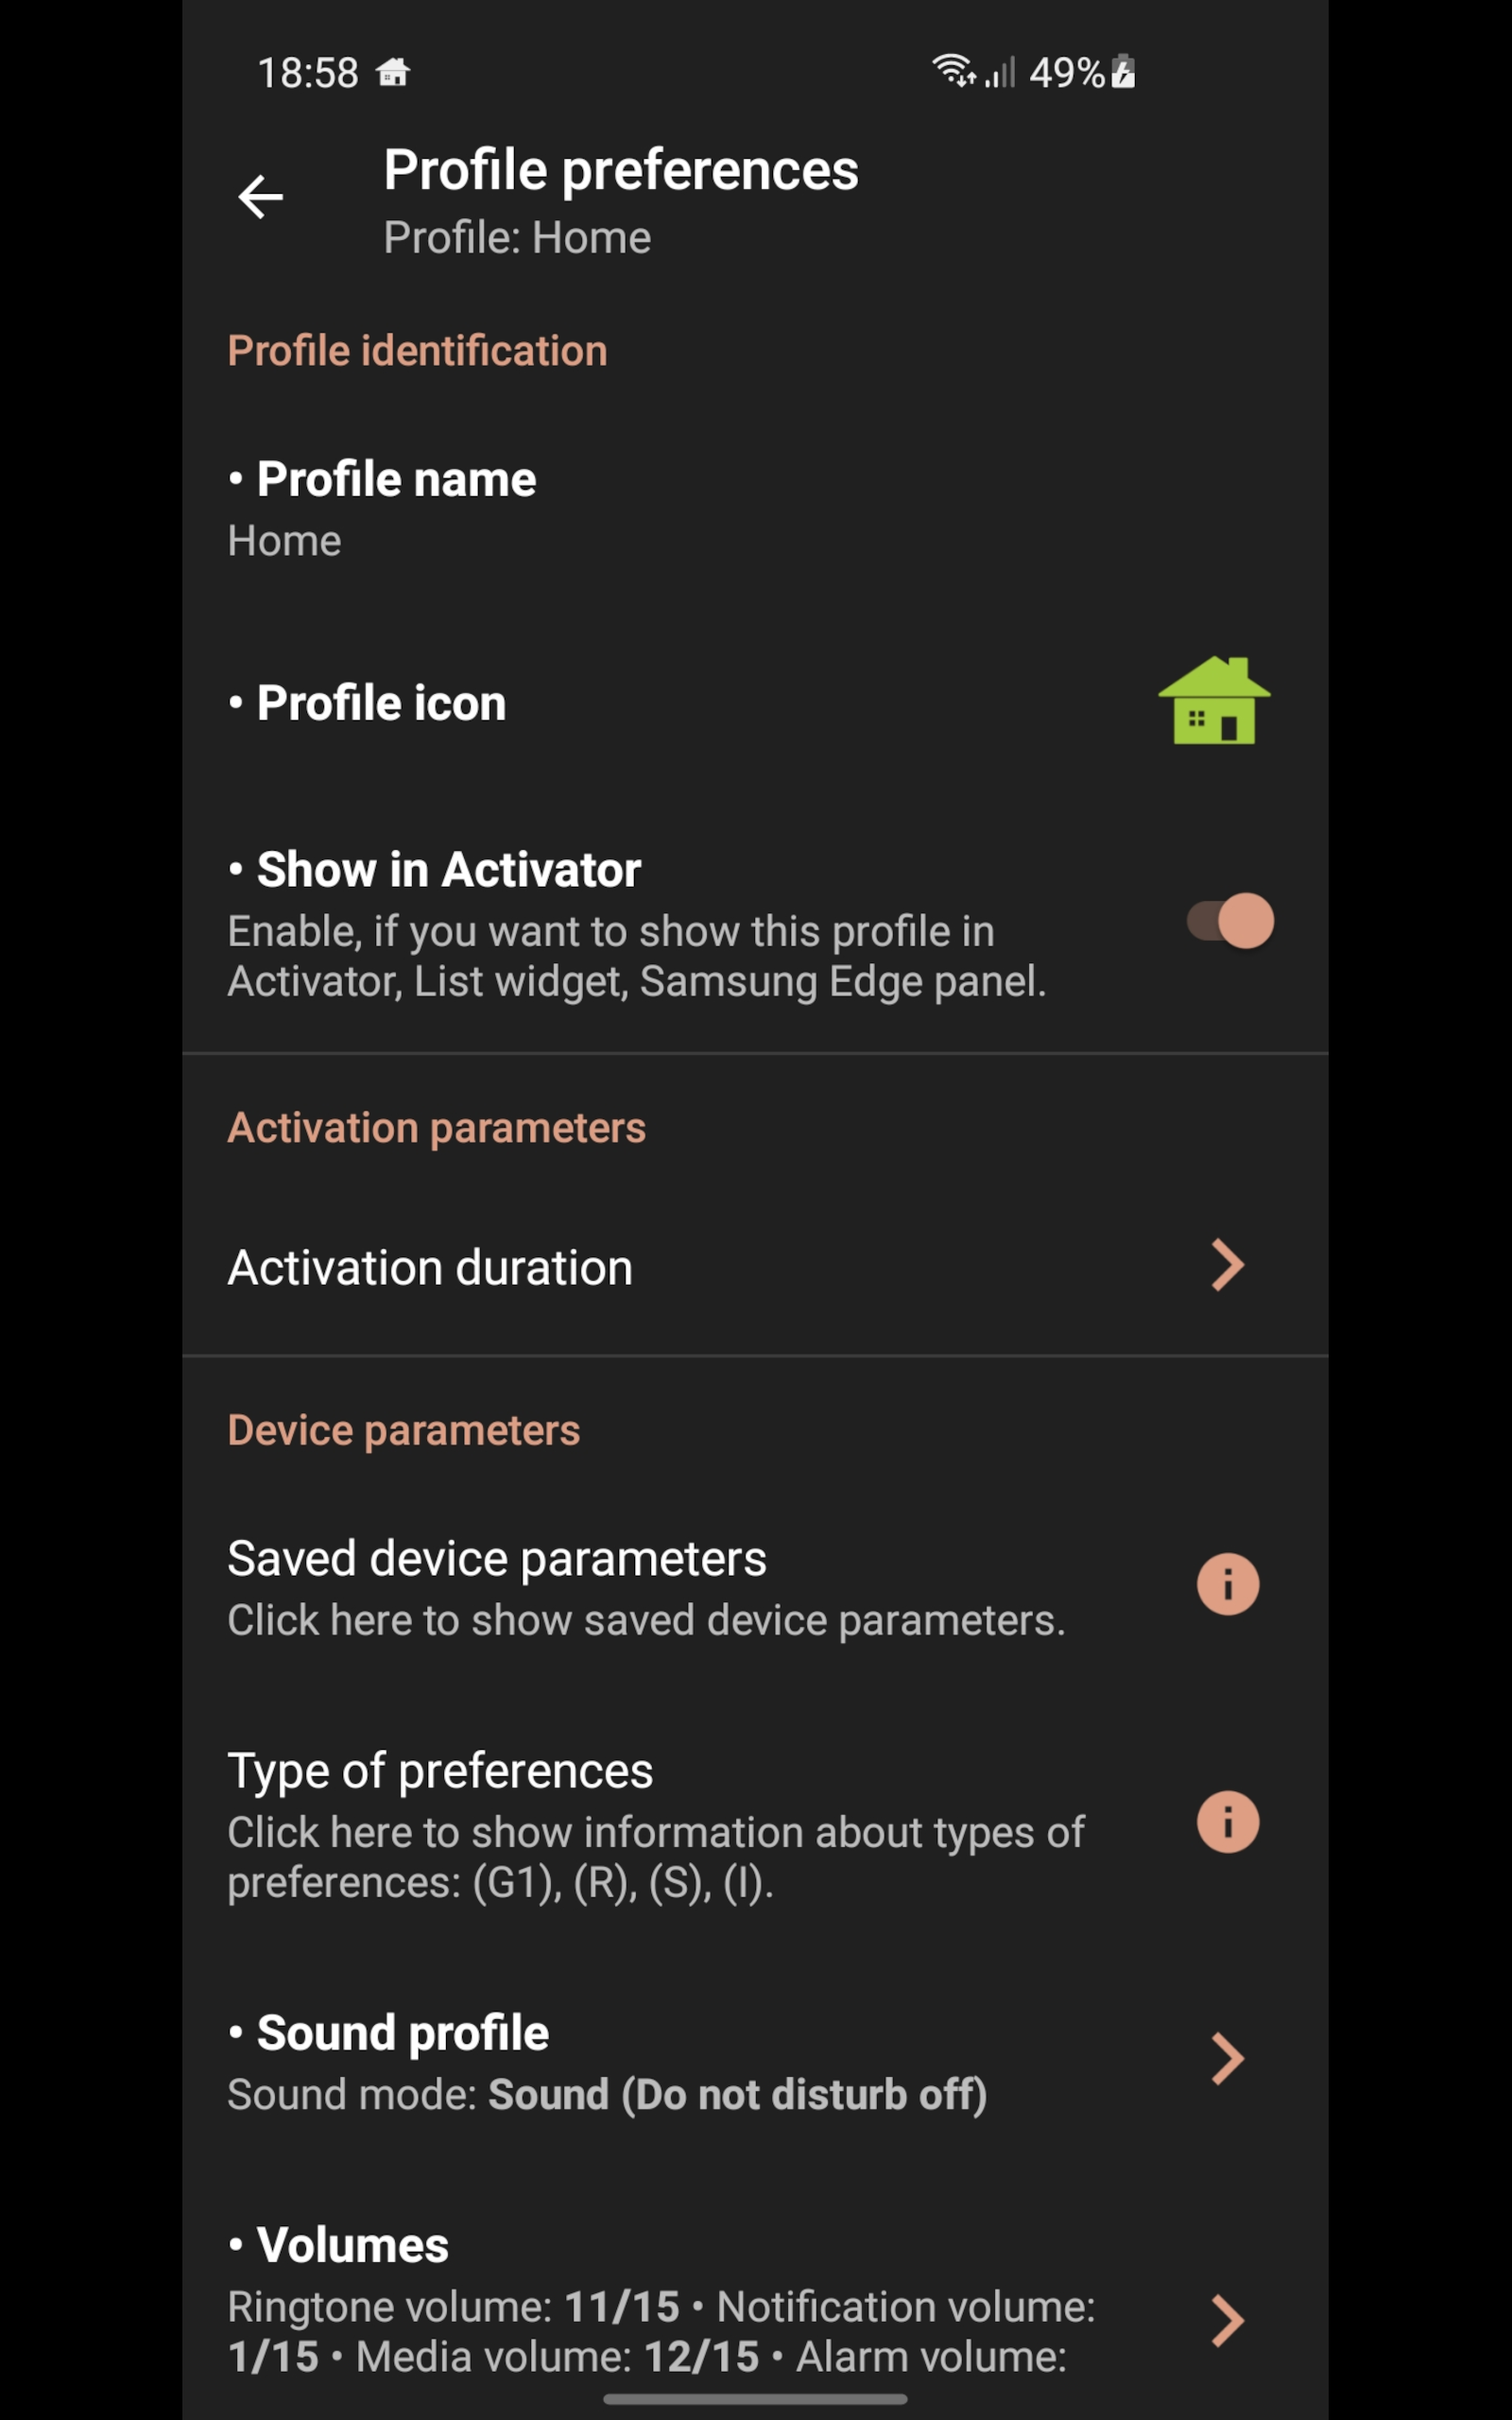 18:58 49%
Profile preferences
Profile: Home
Profile identification
• Profile name
Home
• Profile icon
• Show in Activator
Enable, if you want to show this profile in
Activator, List widget, Samsung Edge panel.
Activation parameters
Activation duration
Device parameters
Saved device parameters
Click here to show saved device parameters.
Type of preferences
Click here to show information about types of
preferences: (G1), (R), (S), (I).
• Sound profile
Sound mode: Sound (Do not disturb off)
• Volumes
Ringtone volume: 11/15 • Notification volume:
1/15 • Media volume: 12/15 • Alarm volume: